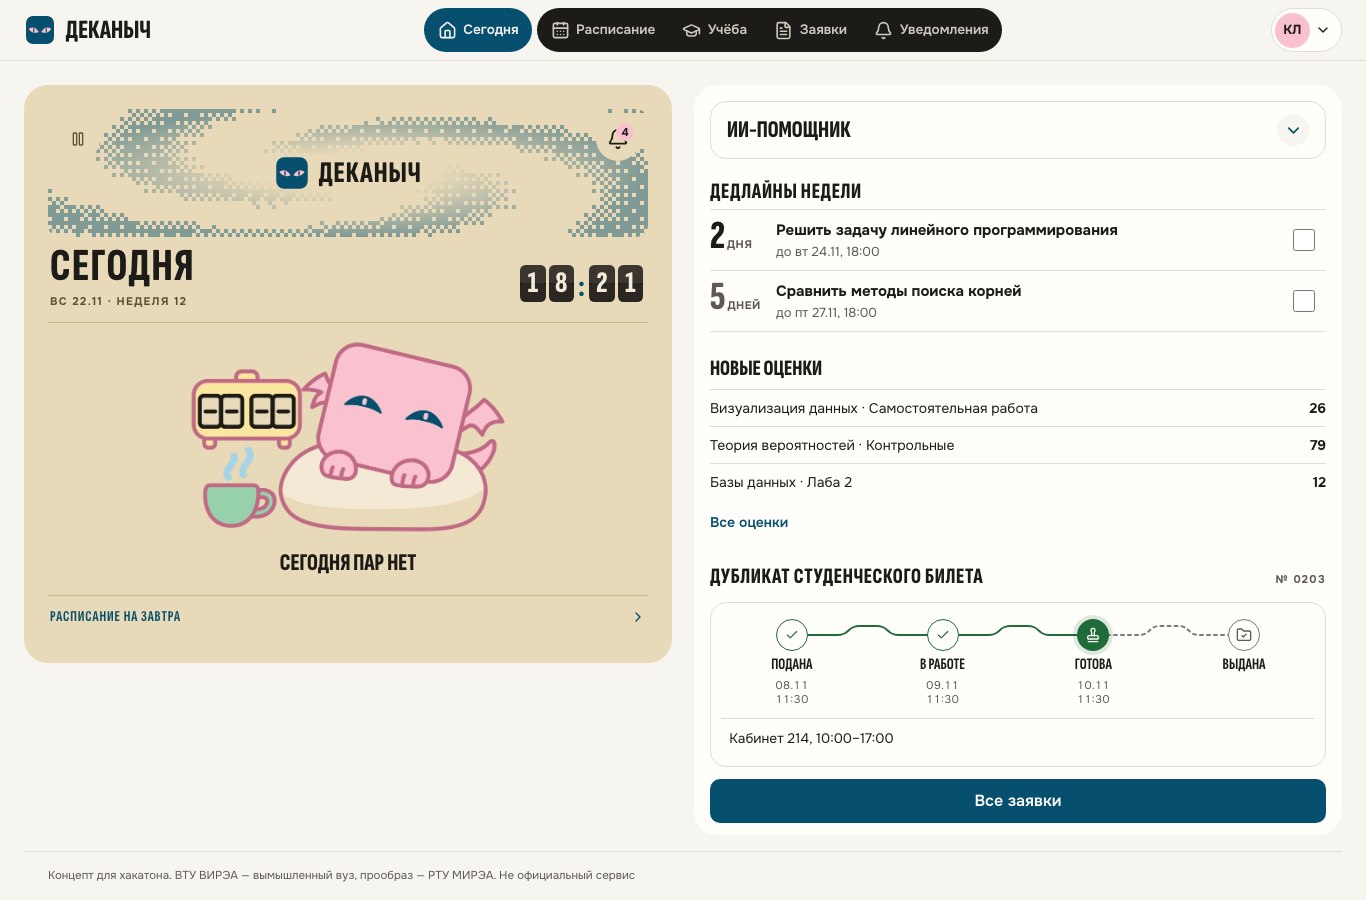 ДЕКАНЫЧ
Сегодня
Расписание
Учёба
Заявки
Уведомления
КЛ
4
ДЕКАНЫЧ
СЕГОДНЯ
ВС 22.11 · НЕДЕЛЯ 12
18:21
СЕГОДНЯ ПАР НЕТ
РАСПИСАНИЕ НА ЗАВТРА
ИИ-ПОМОЩНИК
ДЕДЛАЙНЫ НЕДЕЛИ
2 ДНЯ
Решить задачу линейного программирования
до вт 24.11, 18:00
5 ДНЕЙ
Сравнить методы поиска корней
до пт 27.11, 18:00
НОВЫЕ ОЦЕНКИ
Визуализация данных · Самостоятельная работа 26
Теория вероятностей · Контрольные 79
Базы данных · Лаба 2 12
Все оценки
ДУБЛИКАТ СТУДЕНЧЕСКОГО БИЛЕТА № 0203
ПОДАНА В РАБОТЕ ГОТОВА ВЫДАНА
08.11 09.11 10.11
11:30 11:30 11:30
Кабинет 214, 10:00–17:00
Все заявки
Концепт для хакатона. ВТУ ВИРЭА — вымышленный вуз, прообраз — РТУ МИРЭА. Не официальный сервис